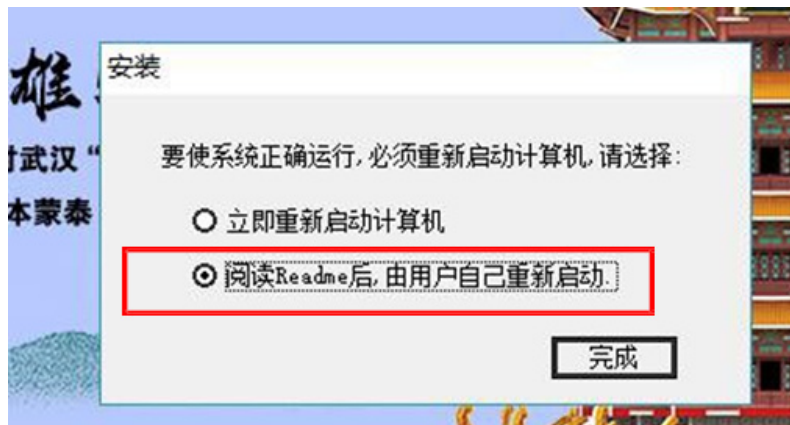 雄
安装
武汉“
要使系统正确运行,必须重新启动计算机,请选择:
本蒙泰
立即重新启动计算机
阅读Readme后,由用户自己重新启动.
完成